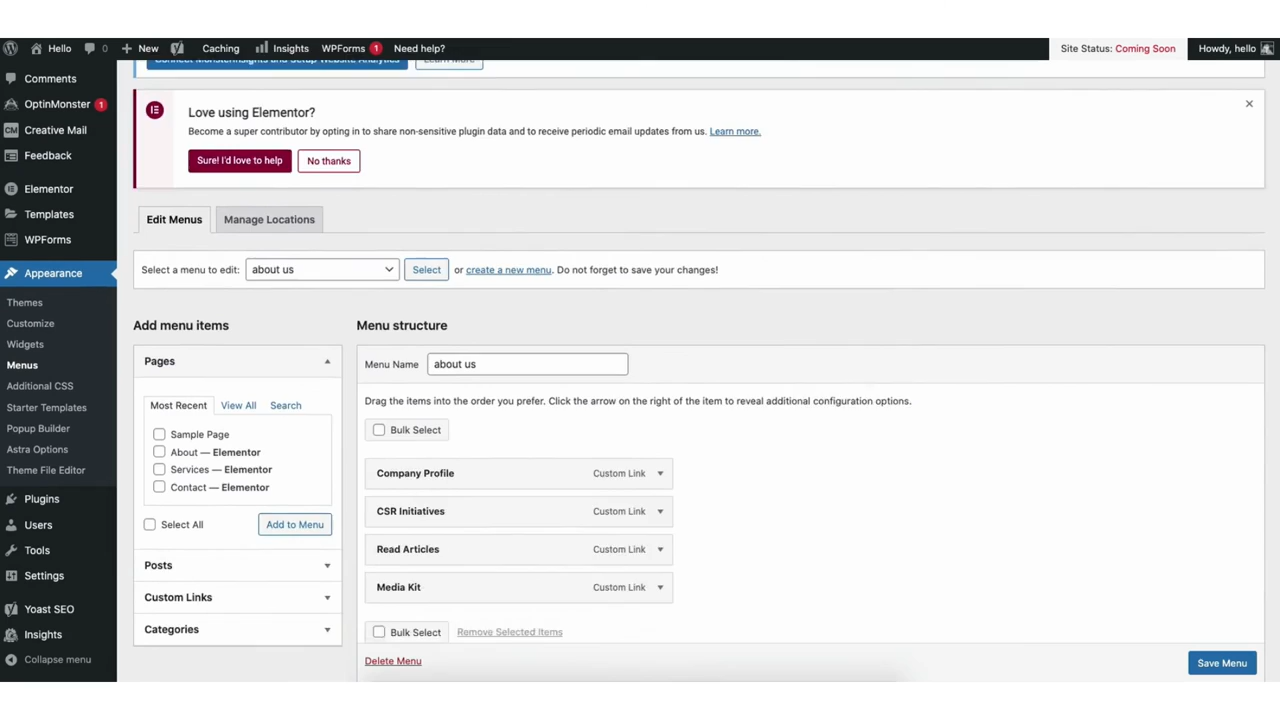 Hello 0 New Caching Insights WPForms 1 Need help? Site Status: Coming Soon Howdy, hello
Comments
OptinMonster 1
Creative Mail
Feedback
Elementor
Templates
WPForms
Appearance
Themes
Customize
Widgets
Menus
Additional CSS
Starter Templates
Popup Builder
Astra Options
Theme File Editor
Plugins
Users
Tools
Settings
Yoast SEO
Insights
Collapse menu
Connect MonsterInsights and Setup Website Analytics Learn More
Love using Elementor?
Become a super contributor by opting in to share non-sensitive plugin data and to receive periodic email updates from us. Learn more.
Sure! I'd love to help No thanks
Edit Menus Manage Locations
Select a menu to edit: about us Select or create a new menu. Do not forget to save your changes!
Add menu items
Pages
Most Recent View All Search
Sample Page
About — Elementor
Services — Elementor
Contact — Elementor
Select All Add to Menu
Posts
Custom Links
Categories
Menu structure
Menu Name about us
Drag the items into the order you prefer. Click the arrow on the right of the item to reveal additional configuration options.
Bulk Select
Company Profile Custom Link
CSR Initiatives Custom Link
Read Articles Custom Link
Media Kit Custom Link
Bulk Select Remove Selected Items
Delete Menu Save Menu